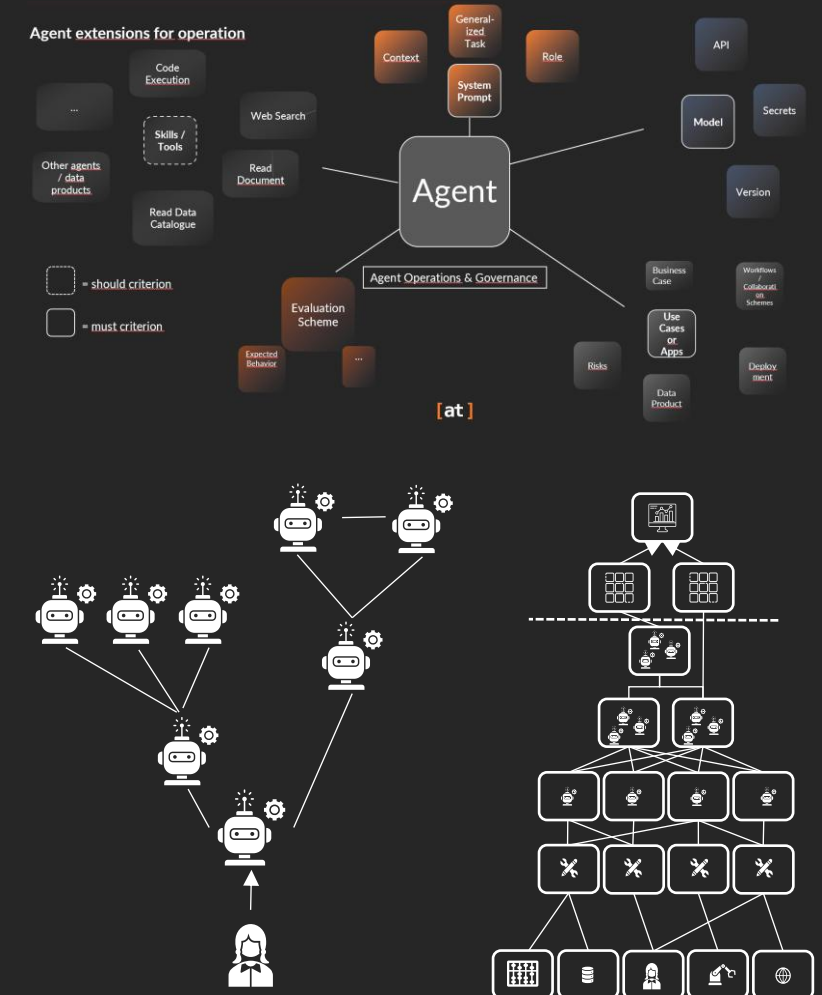 Agent extensions for operation
Code
Execution
...
Skills /
Tools
Web Search
Other agents
/ data
products
Read
Document
Read Data
Catalogue
= should criterion
= must criterion
General-
ized
Task
Context
Role
System
Prompt
Agent
API
Model
Secrets
Version
Agent Operations & Governance
Evaluation
Scheme
Expected
Behavior
...
Business
Case
Workflows
/
Collaborati
on
Schemes
Use
Cases
or
Apps
Risks
Deploy
ment
Data
Product
[at]